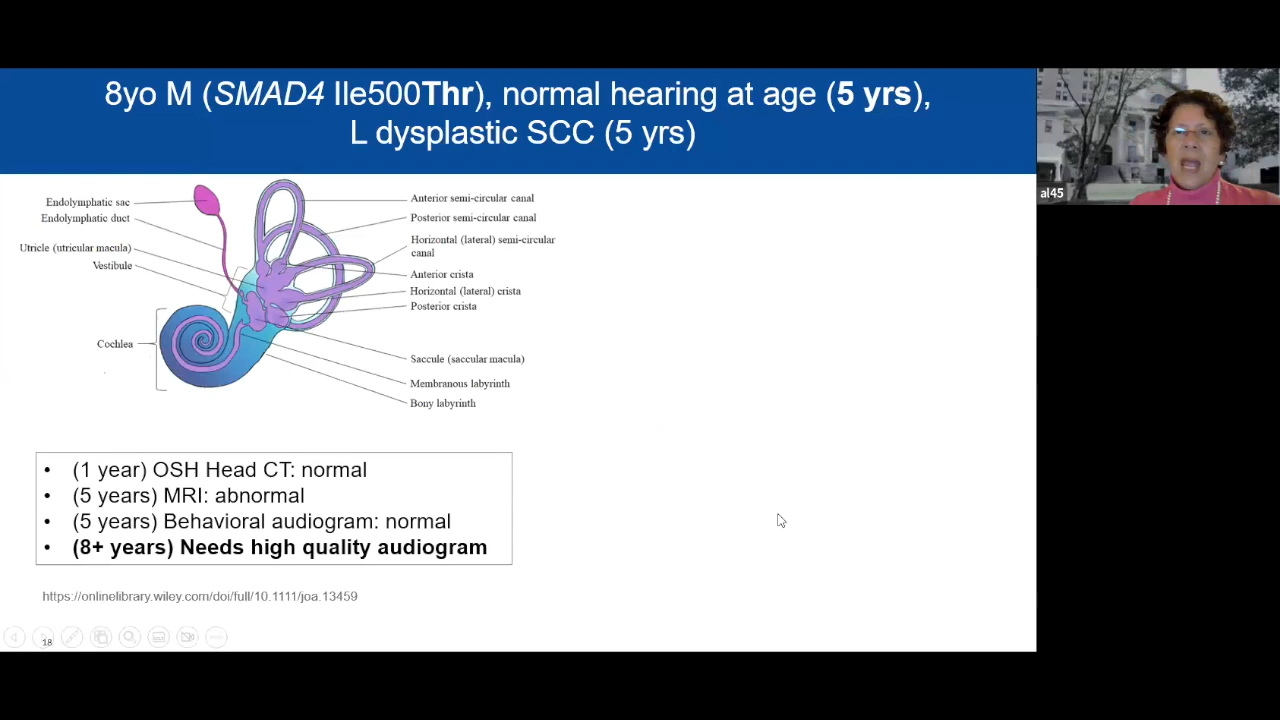 8yo M (SMAD4 Ile500Thr), normal hearing at age (5 yrs),
L dysplastic SCC (5 yrs)
al45
Endolymphatic sac
Endolymphatic duct
Utricle (utricular macula)
Vestibule
Cochlea
Anterior semi-circular canal
Posterior semi-circular canal
Horizontal (lateral) semi-circular
canal
Anterior crista
Horizontal (lateral) crista
Posterior crista
Saccule (saccular macula)
Membranous labyrinth
Bony labyrinth
• (1 year) OSH Head CT: normal
• (5 years) MRI: abnormal
• (5 years) Behavioral audiogram: normal
• (8+ years) Needs high quality audiogram
https://onlinelibrary.wiley.com/doi/full/10.1111/joa.13459
18